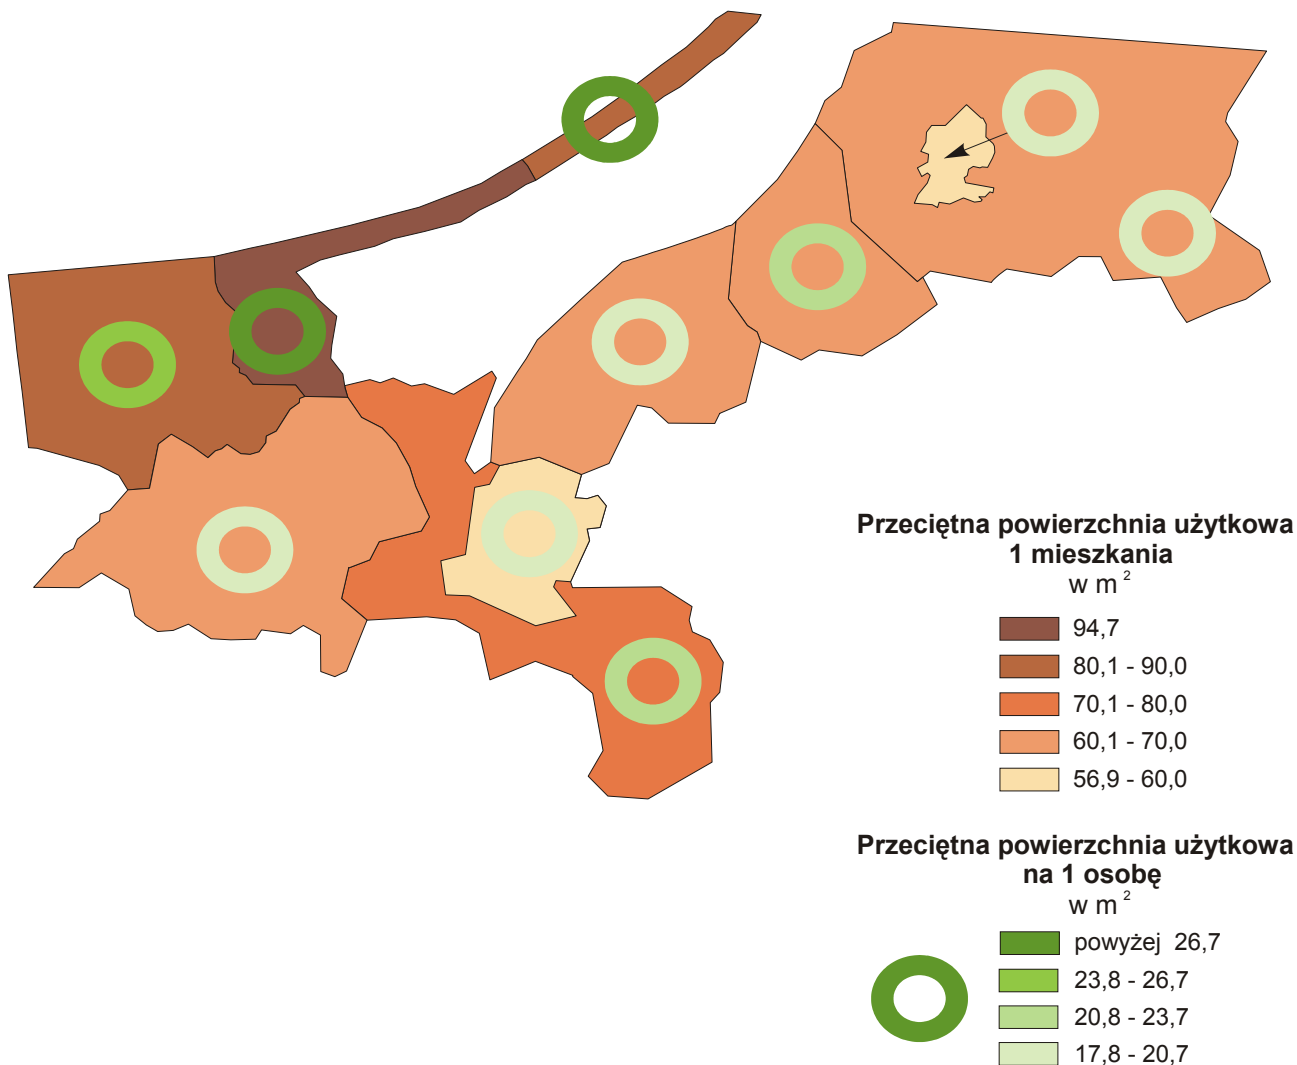 Przeciętna powierzchnia użytkowa
1 mieszkania
w m ²
94,7
80,1 - 90,0
70,1 - 80,0
60,1 - 70,0
56,9 - 60,0
Przeciętna powierzchnia użytkowa
na 1 osobę
w m ²
powyżej 26,7
23,8 - 26,7
20,8 - 23,7
17,8 - 20,7